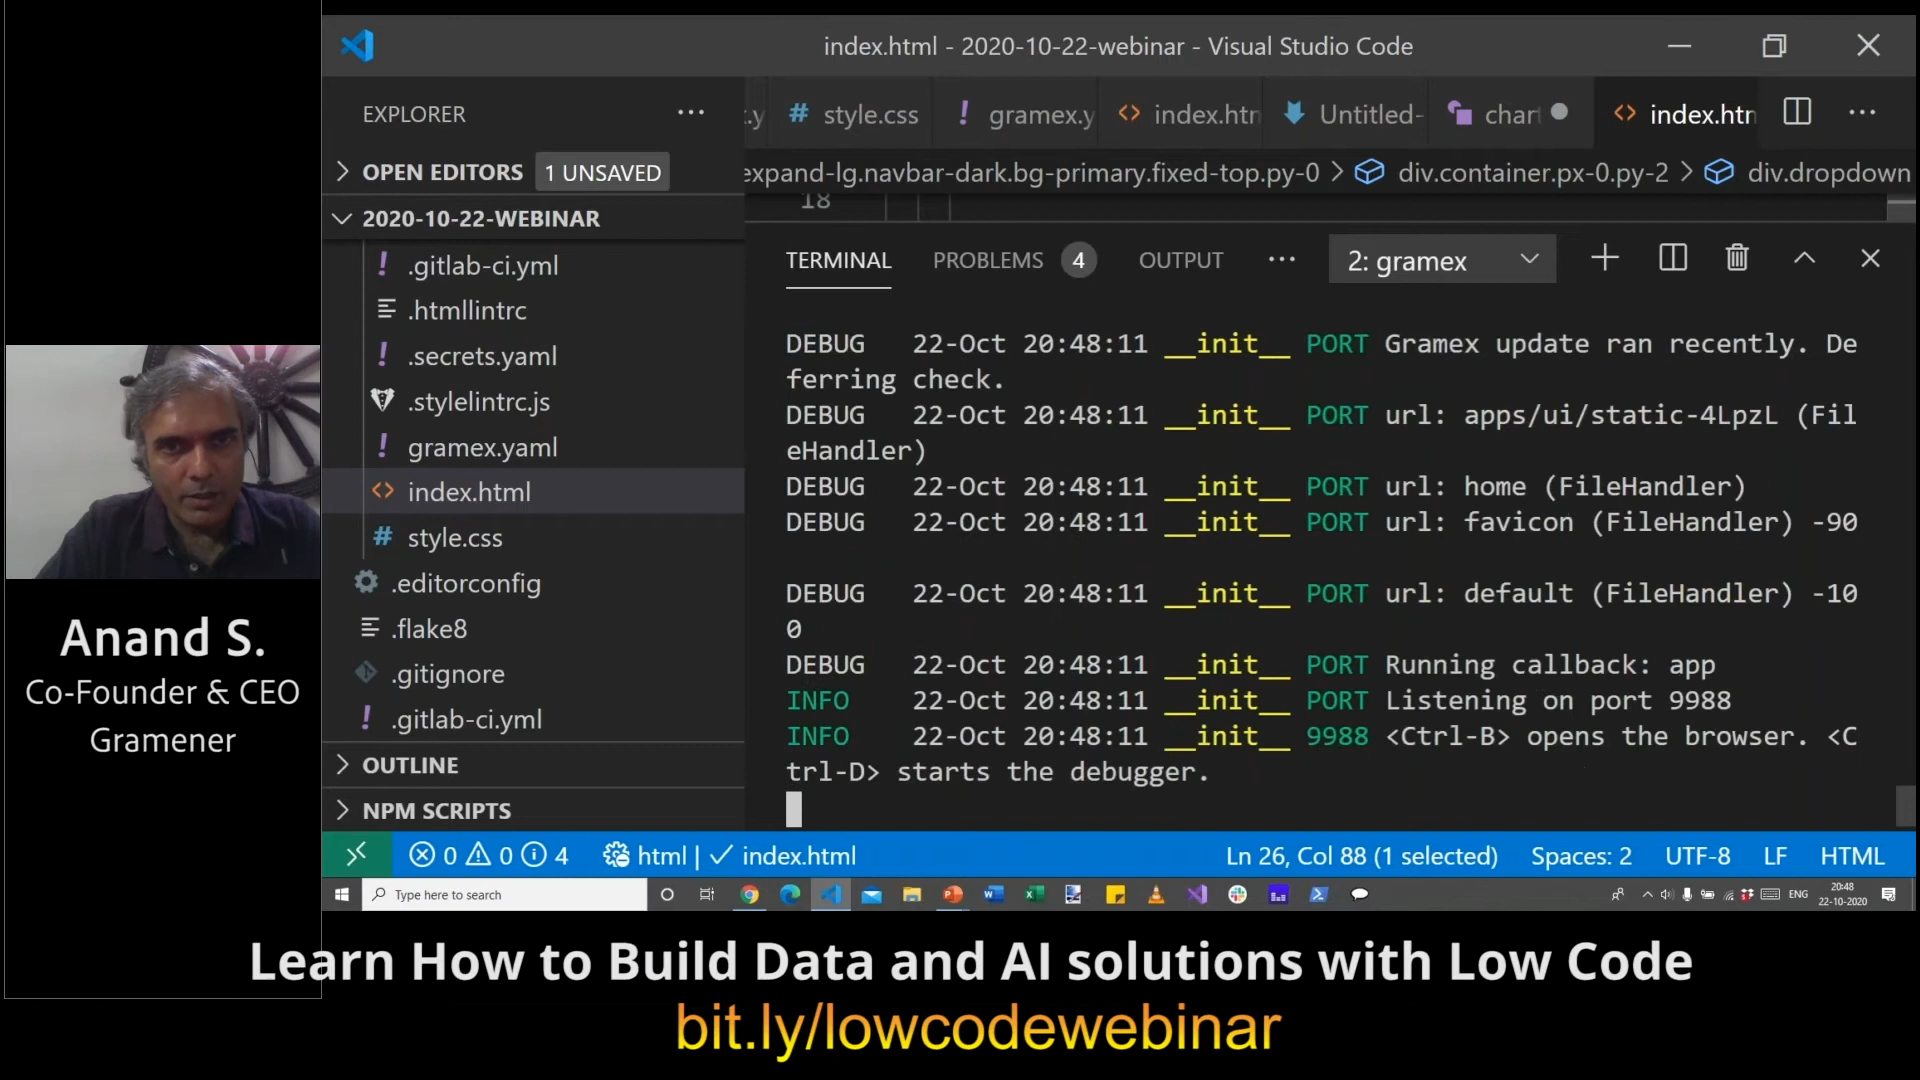 index.html - 2020-10-22-webinar - Visual Studio Code
EXPLORER
OPEN EDITORS 1 UNSAVED
2020-10-22-WEBINAR
.gitlab-ci.yml
.htmllintrc
.secrets.yaml
.stylelintrc.js
gramex.yaml
index.html
style.css
.editorconfig
.flake8
.gitignore
.gitlab-ci.yml
OUTLINE
NPM SCRIPTS
# style.css ! gramex.y <> index.htm Untitled- char <> index.htm
expand-lg.navbar-dark.bg-primary.fixed-top.py-0 > div.container.px-0.py-2 > div.dropdown
18
TERMINAL PROBLEMS 4 OUTPUT ··· 2: gramex
DEBUG 22-Oct 20:48:11 __init__ PORT Gramex update ran recently. De
ferring check.
DEBUG 22-Oct 20:48:11 __init__ PORT url: apps/ui/static-4LpzL (Fil
eHandler)
DEBUG 22-Oct 20:48:11 __init__ PORT url: home (FileHandler)
DEBUG 22-Oct 20:48:11 __init__ PORT url: favicon (FileHandler) -90
DEBUG 22-Oct 20:48:11 __init__ PORT url: default (FileHandler) -10
0
DEBUG 22-Oct 20:48:11 __init__ PORT Running callback: app
INFO 22-Oct 20:48:11 __init__ PORT Listening on port 9988
INFO 22-Oct 20:48:11 __init__ 9988 <Ctrl-B> opens the browser. <C
trl-D> starts the debugger.
0 0 4 html | ✓ index.html Ln 26, Col 88 (1 selected) Spaces: 2 UTF-8 LF HTML
Type here to search
ENG
20:48
22-10-2020
Anand S.
Co-Founder & CEO
Gramener
Learn How to Build Data and AI solutions with Low Code
bit.ly/lowcodewebinar